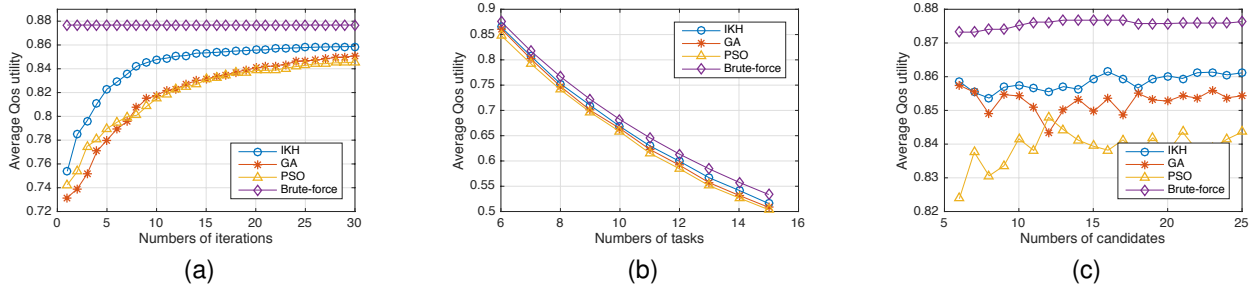 0.88
0.86
0.84
0.82
0.8
0.78
0.76
0.74
0.72
0
5
10
15
20
25
30
Average Qos utility
Numbers of iterations
IKH
GA
PSO
Brute-force
(a)
0.9
0.85
0.8
0.75
0.7
0.65
0.6
0.55
0.5
6
8
10
12
14
16
Average Qos utility
Numbers of tasks
IKH
GA
PSO
Brute-force
(b)
0.88
0.87
0.86
0.85
0.84
0.83
0.82
5
10
15
20
25
Average Qos utility
Numbers of candidates
IKH
GA
PSO
Brute-force
(c)